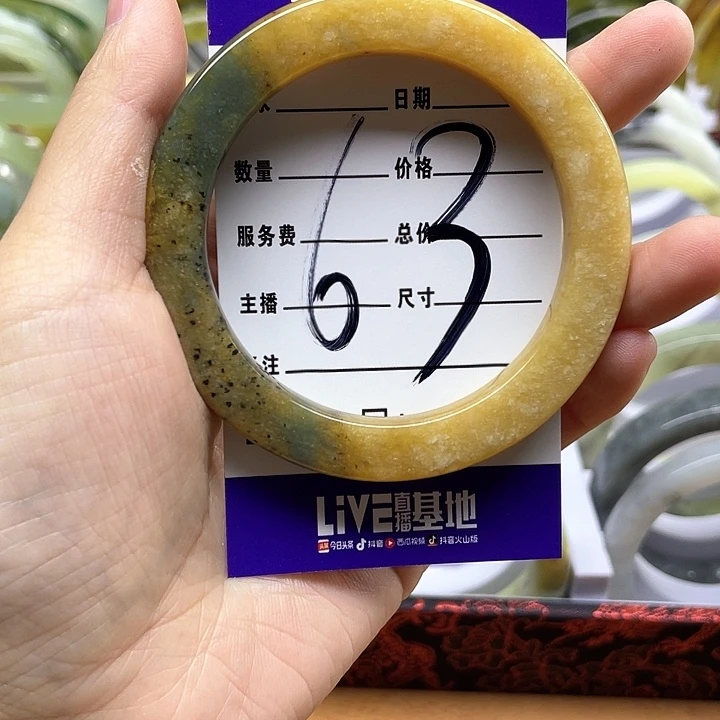 日期
数量 价格
服务费 总价
主播 尺寸
注
63
LiVE直播基地
头条 今日头条 抖音 西瓜视频 抖音火山版